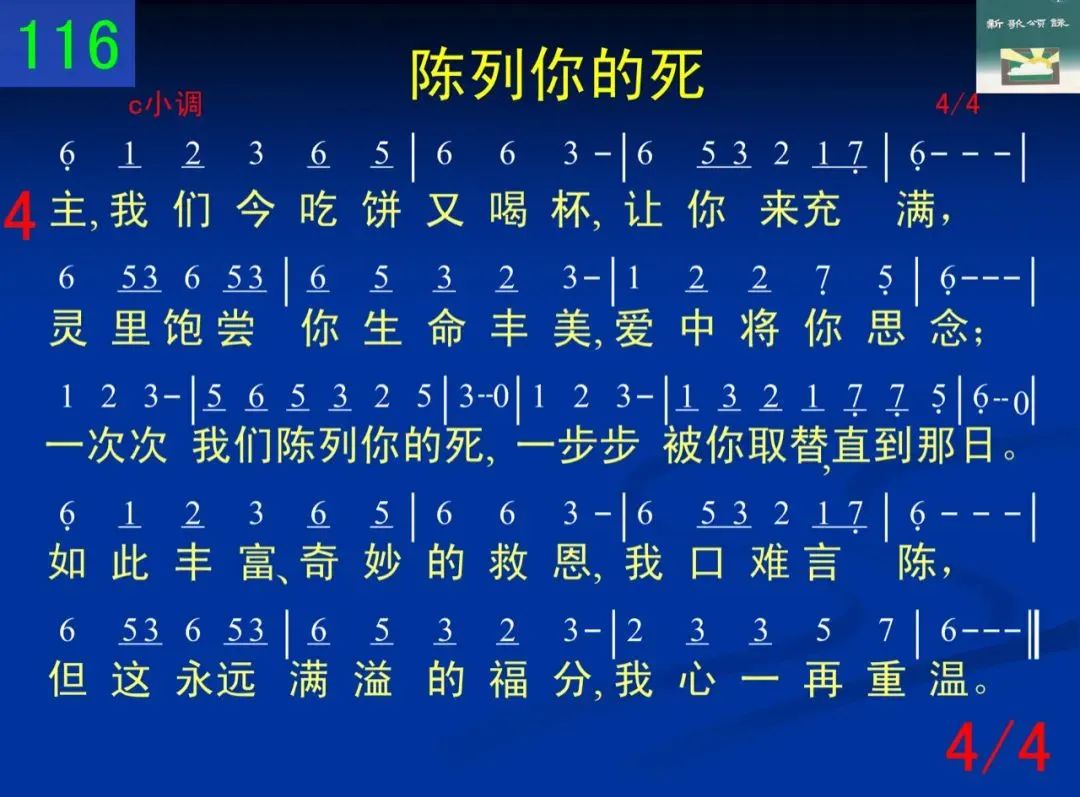 116
陈列你的死
新歌頌詠
c小调
4/4
6̣ 1 2 3 6 5 | 6 6 3 - | 6 5 3 2 1 7̣ | 6̣ - - - |
4 主,我们今吃饼又喝杯,让你来充满，
6 53 6 53 | 6 5 3 2 3- | 1 2 2 7̣ 5̣ | 6̣--- |
灵里饱尝 你生命丰美,爱中将你思念；
1 2 3- | 5 6 5 3 2 5 | 3--0 | 1 2 3- | 1 3 2 1 7̣ 7̣ 5̣ | 6̣--0 |
一次次 我们陈列你的死,一步步 被你取替,直到那日。
6̣ 1 2 3 6 5 | 6 6 3 - | 6 5 3 2 1 7̣ | 6̣ - - - |
如此丰富、奇妙的救恩,我口难言 陈，
6 53 6 53 | 6 5 3 2 3- | 2 3 3 5 7 | 6--- ‖
但这永远 满溢的福分,我心一再重温。
4/4